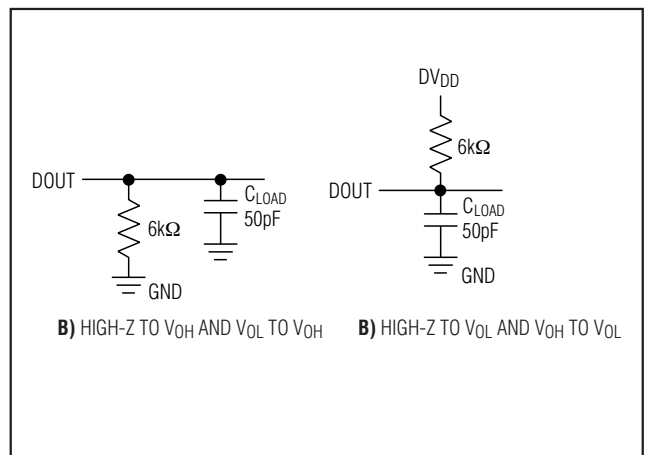 DOUT
6kΩ
GND
C_LOAD
50pF
B) HIGH-Z TO V_OH AND V_OL TO V_OH
DV_DD
6kΩ
DOUT
C_LOAD
50pF
GND
B) HIGH-Z TO V_OL AND V_OH TO V_OL